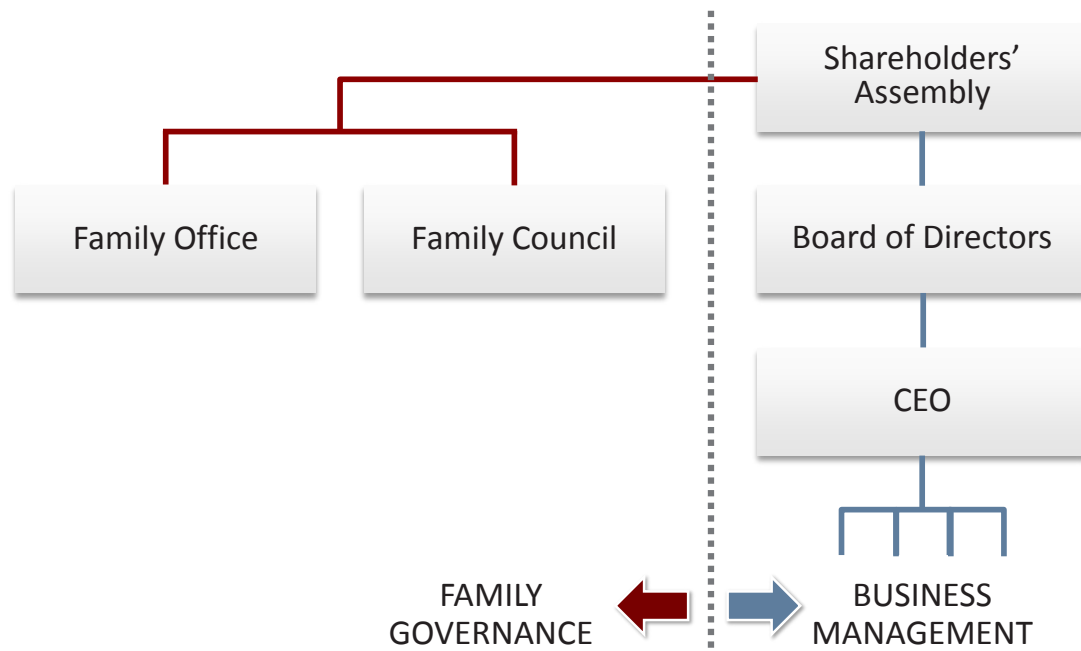 Shareholders’
Assembly
Family Office
Family Council
Board of Directors
CEO
FAMILY
GOVERNANCE
BUSINESS
MANAGEMENT